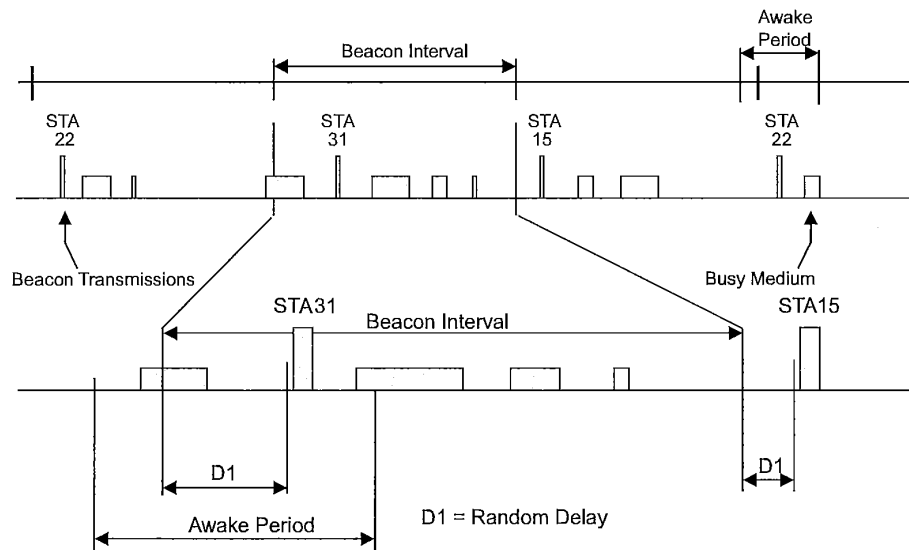 Awake
Period
Beacon Interval
STA
22
STA
31
STA
15
STA
22
Beacon Transmissions
Busy Medium
STA31
STA15
Beacon Interval
D1
D1
Awake Period
D1 = Random Delay